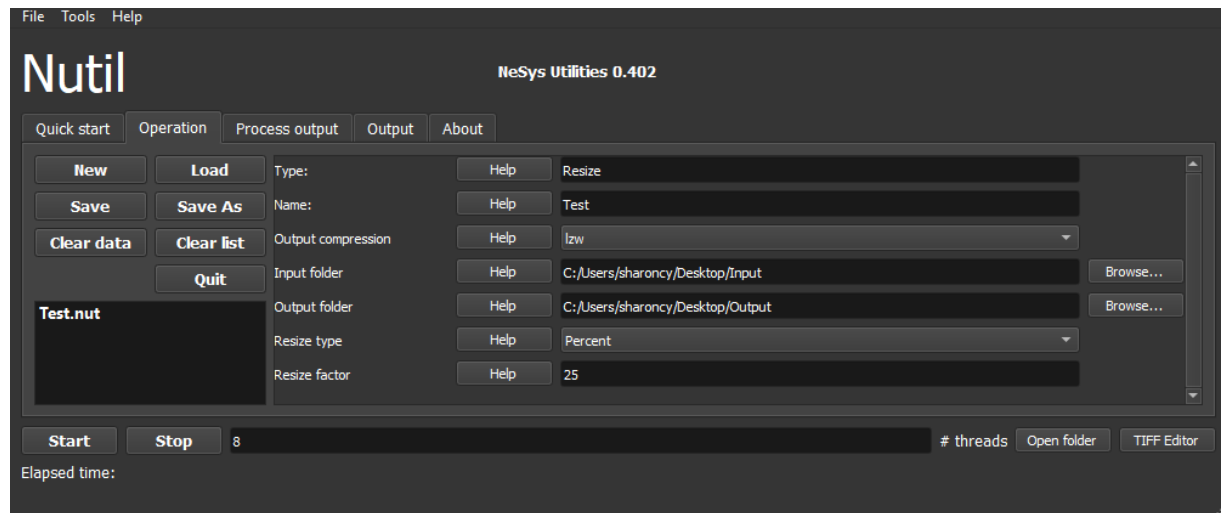 File Tools Help
Nutil
NeSys Utilities 0.402
Quick start Operation Process output Output About
New Load
Save Save As
Clear data Clear list
Quit
Test.nut
Type: Help Resize
Name: Help Test
Output compression Help lzw
Input folder Help C:/Users/sharoncy/Desktop/Input Browse...
Output folder Help C:/Users/sharoncy/Desktop/Output Browse...
Resize type Help Percent
Resize factor Help 25
Start Stop 8 # threads Open folder TIFF Editor
Elapsed time: